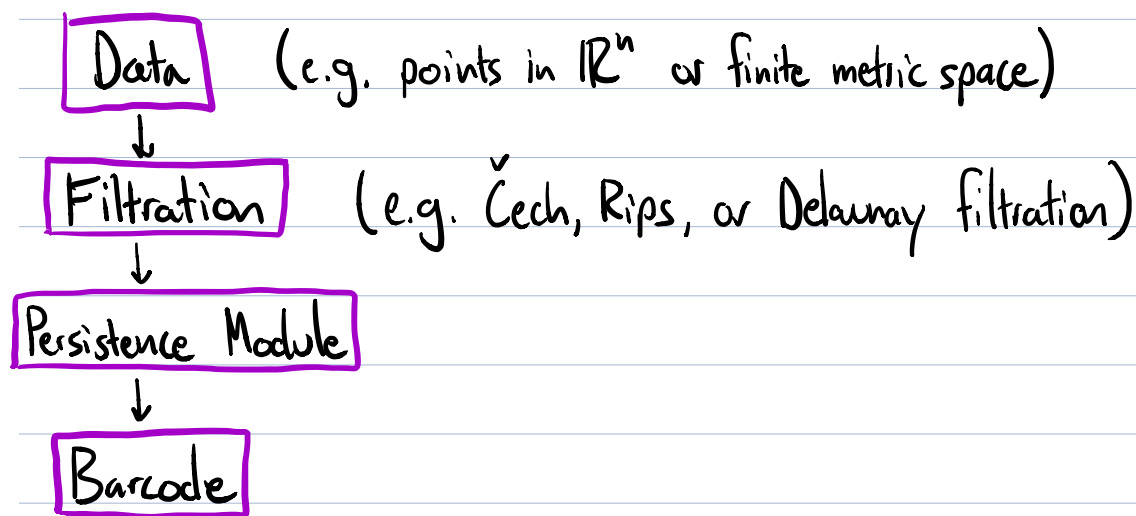 Data (e.g. points in ℝⁿ or finite metric space)
Filtration (e.g. Čech, Rips, or Delaunay filtration)
Persistence Module
Barcode